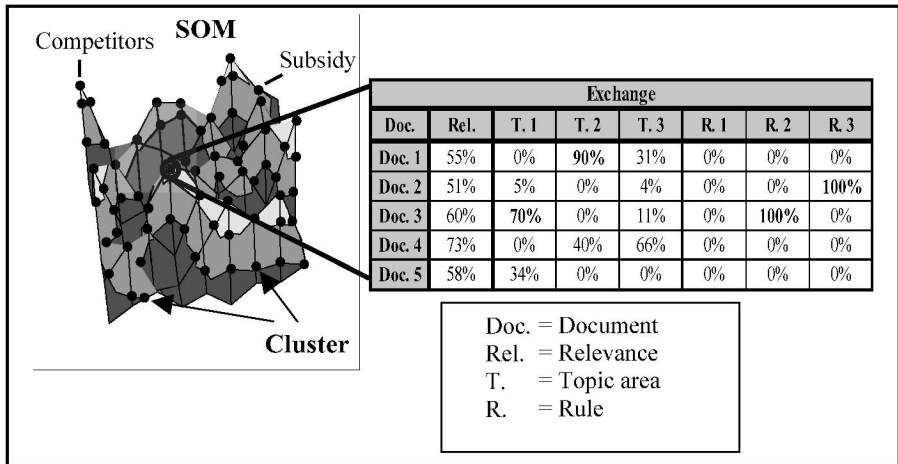 SOM
Competitors
Subsidy
Cluster
Exchange
Doc. Rel. T. 1 T. 2 T. 3 R. 1 R. 2 R. 3
Doc. 1 55% 0% 90% 31% 0% 0% 0%
Doc. 2 51% 5% 0% 4% 0% 0% 100%
Doc. 3 60% 70% 0% 11% 0% 100% 0%
Doc. 4 73% 0% 40% 66% 0% 0% 0%
Doc. 5 58% 34% 0% 0% 0% 0% 0%
Doc. = Document
Rel. = Relevance
T. = Topic area
R. = Rule